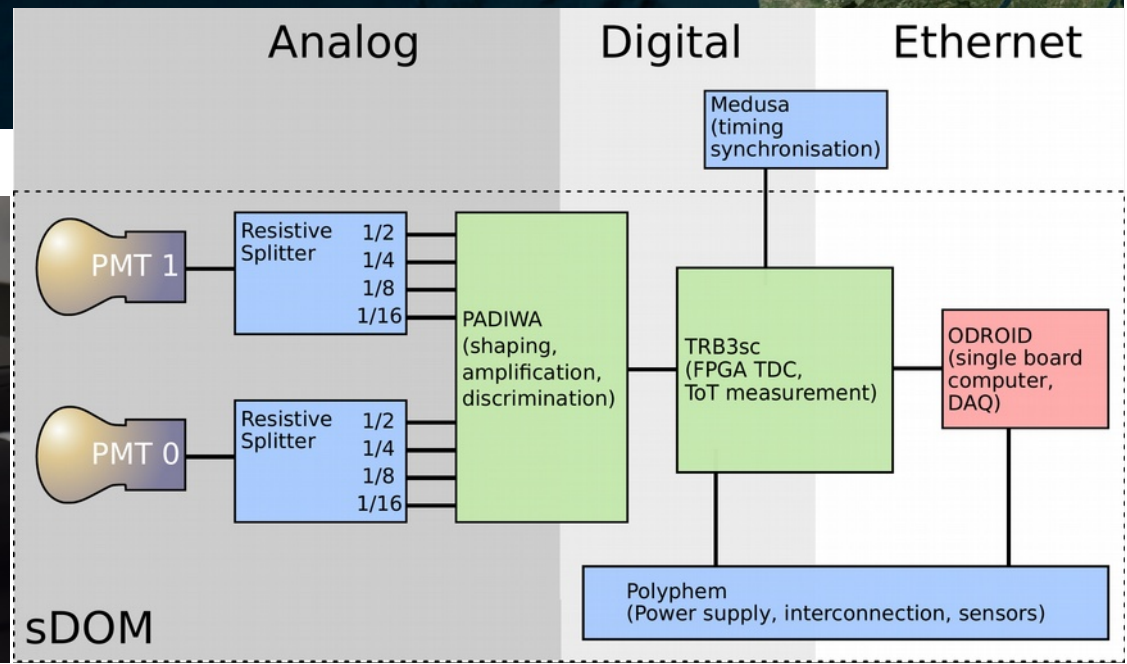 Analog
Digital
Ethernet
Medusa
(timing
synchronisation)
PMT 1
Resistive
Splitter
1/2
1/4
1/8
1/16
PADIWA
(shaping,
amplification,
discrimination)
TRB3sc
(FPGA TDC,
ToT measurement)
ODROID
(single board
computer,
DAQ)
PMT 0
Resistive
Splitter
1/2
1/4
1/8
1/16
Polyphem
(Power supply, interconnection, sensors)
sDOM